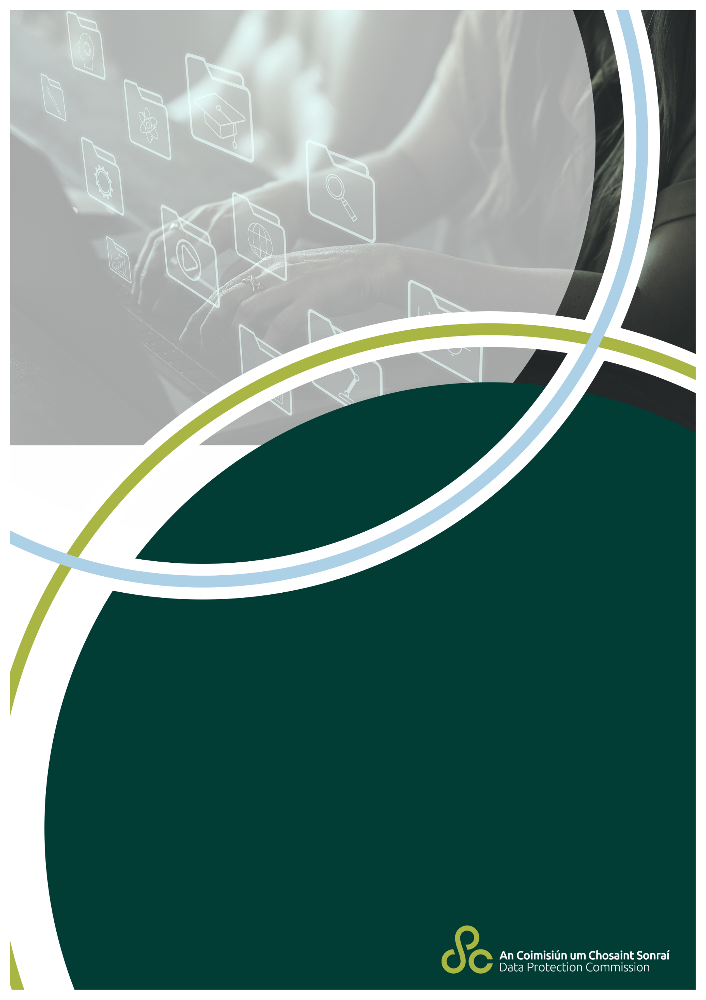 An Coimisiún um Chosaint Sonraí
Data Protection Commission